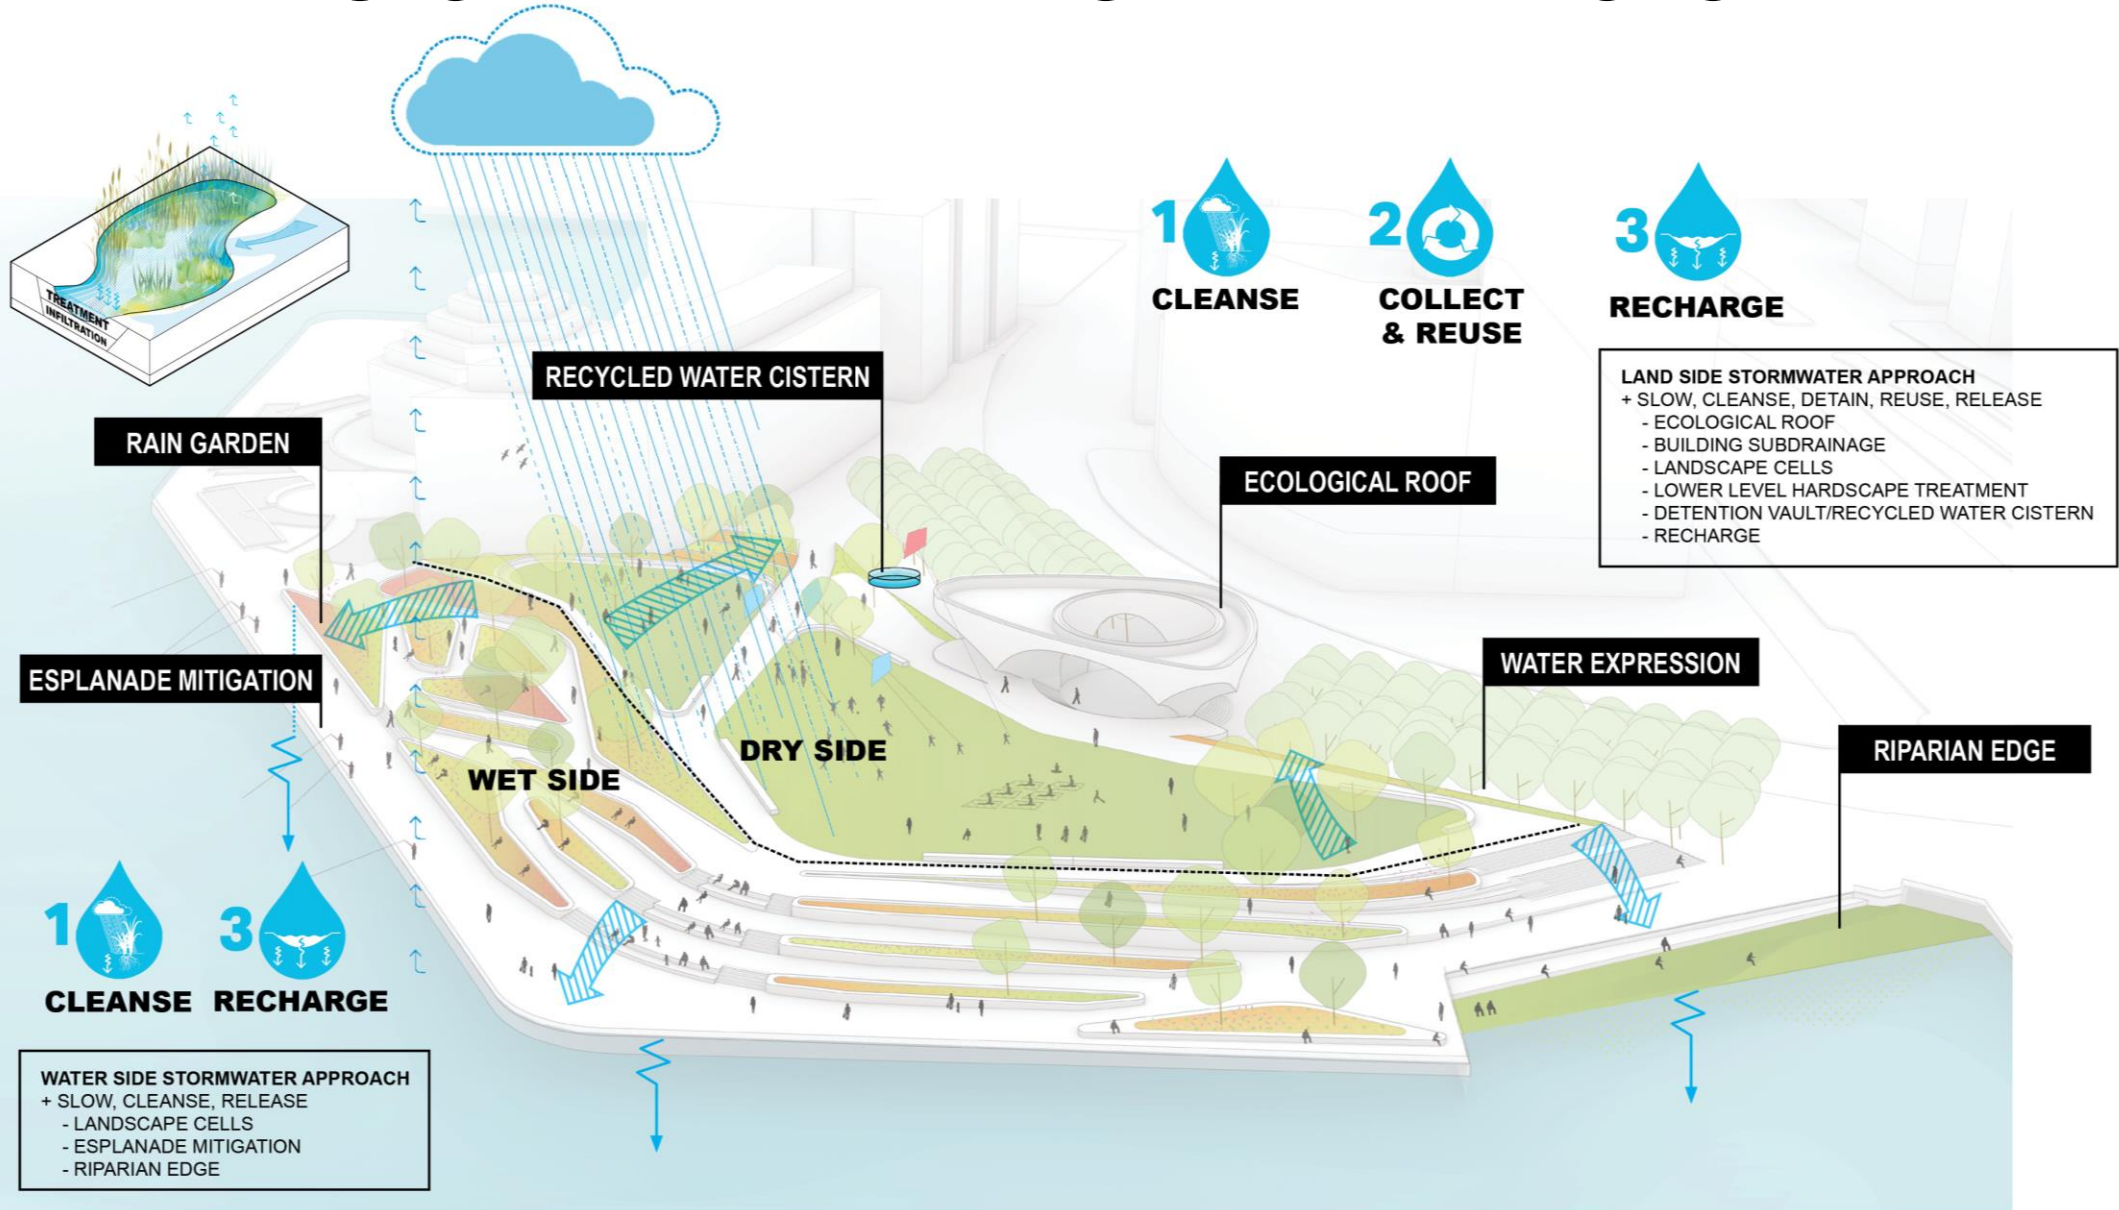 1
CLEANSE
2
COLLECT
& REUSE
3
RECHARGE
TREATMENT
INFILTRATION
RECYCLED WATER CISTERN
LAND SIDE STORMWATER APPROACH
+ SLOW, CLEANSE, DETAIN, REUSE, RELEASE
- ECOLOGICAL ROOF
- BUILDING SUBDRAINAGE
- LANDSCAPE CELLS
- LOWER LEVEL HARDSCAPE TREATMENT
- DETENTION VAULT/RECYCLED WATER CISTERN
- RECHARGE
RAIN GARDEN
ECOLOGICAL ROOF
ESPLANADE MITIGATION
WATER EXPRESSION
RIPARIAN EDGE
DRY SIDE
WET SIDE
1
CLEANSE
3
RECHARGE
WATER SIDE STORMWATER APPROACH
+ SLOW, CLEANSE, RELEASE
- LANDSCAPE CELLS
- ESPLANADE MITIGATION
- RIPARIAN EDGE